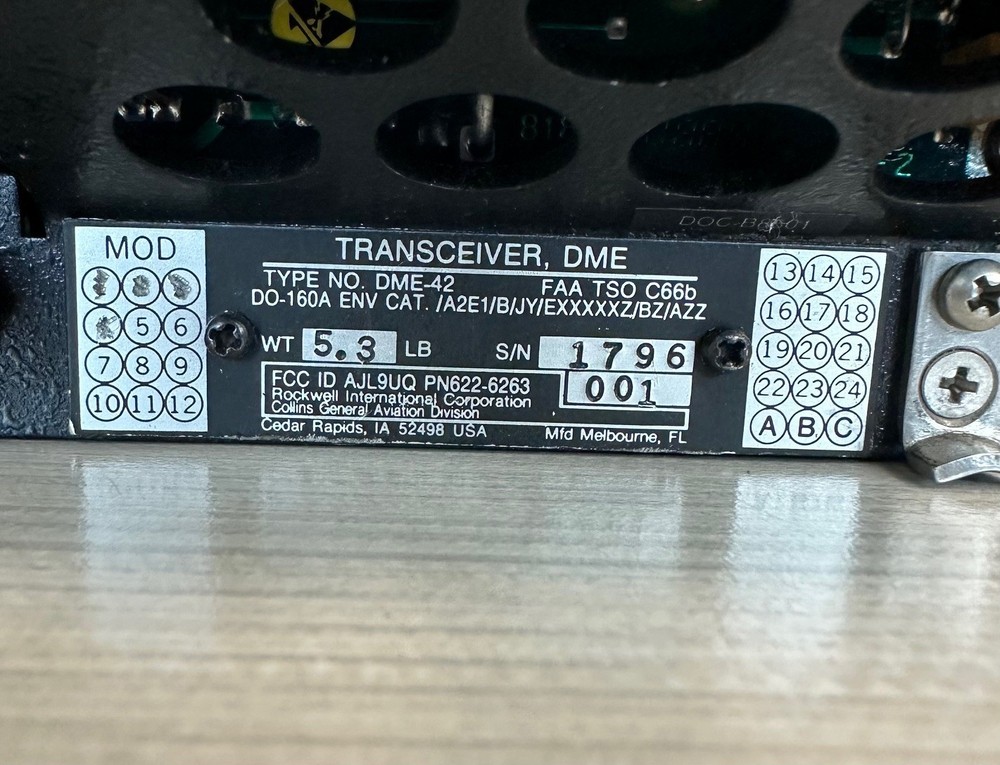 DOC-B8601
MOD
TRANSCEIVER, DME
TYPE NO. DME-42 FAA TSO C66b
DO-160A ENV CAT. /A2E1/B/JY/EXXXXXZ/BZ/AZZ
WT 5.3 LB S/N 1796
FCC ID AJL9UQ PN622-6263 001
Rockwell International Corporation
Collins General Aviation Division
Cedar Rapids, IA 52498 USA Mfd Melbourne, FL
5 6
7 8 9
10 11 12
13 14 15
16 17 18
19 20 21
22 23 24
A B C